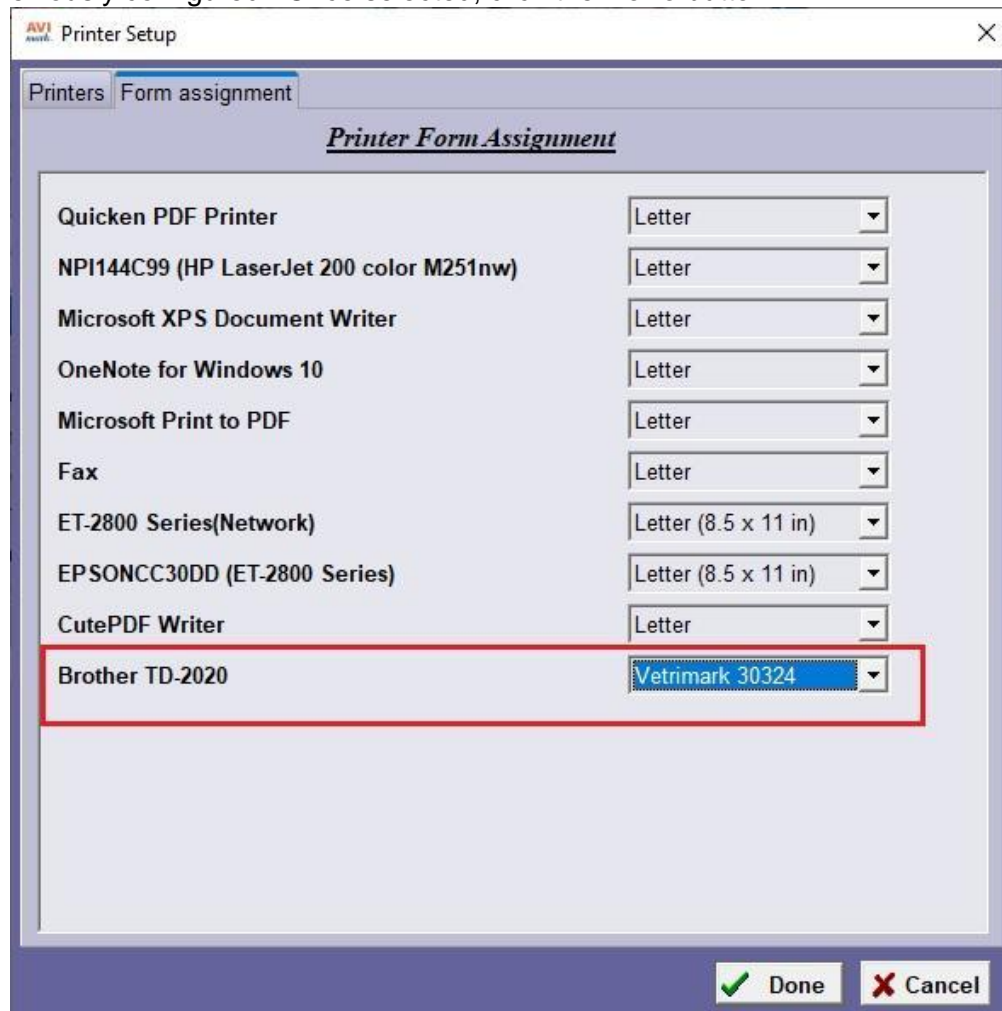 AVI mark Printer Setup
Printers Form assignment
Printer Form Assignment
Quicken PDF Printer Letter
NPI144C99 (HP LaserJet 200 color M251nw) Letter
Microsoft XPS Document Writer Letter
OneNote for Windows 10 Letter
Microsoft Print to PDF Letter
Fax Letter
ET-2800 Series(Network) Letter (8.5 x 11 in)
EPSONCC30DD (ET-2800 Series) Letter (8.5 x 11 in)
CutePDF Writer Letter
Brother TD-2020 Vetrimark 30324
Done Cancel